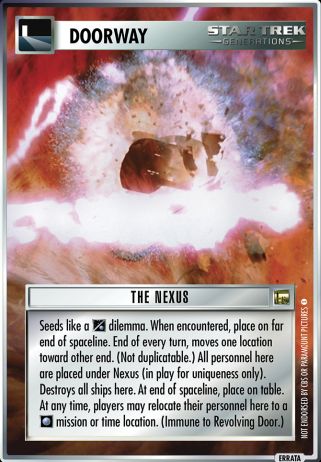 DOORWAY
STAR TREK
GENERATIONS
THE NEXUS
Seeds like a dilemma. When encountered, place on far
end of spaceline. End of every turn, moves one location
toward other end. (Not duplicatable.) All personnel here
are placed under Nexus (in play for uniqueness only).
Destroys all ships here. At end of spaceline, place on table.
At any time, players may relocate their personnel here to a
mission or time location. (Immune to Revolving Door.)
NOT ENDORSED BY CBS OR PARAMOUNT PICTURES
ERRATA